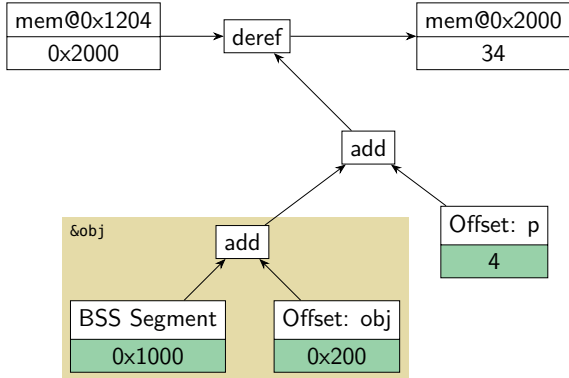 mem@0x1204
0x2000
deref
mem@0x2000
34
add
Offset: p
4
&obj
add
BSS Segment
0x1000
Offset: obj
0x200